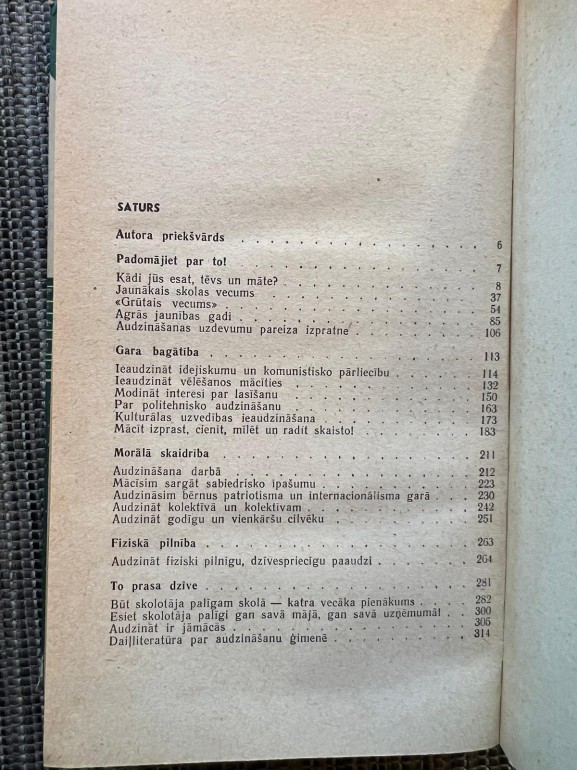 SATURS
Autora priekšvārds . . . . . . . . . . . . . 6
Padomājiet par to! . . . . . . . . . . . . . 7
Kādi jūs esat, tēvs un māte? . . . . . . . . . . 8
Jaunākais skolas vecums . . . . . . . . . . 37
«Grūtais vecums» . . . . . . . . . . . . . 54
Agrās jaunības gadi . . . . . . . . . . . . 85
Audzināšanas uzdevumu pareiza izpratne . . . . . . . 106
Gara bagātība . . . . . . . . . . . . . . 113
Ieaudzināt idejiskumu un komunistisko pārliecību . . . . . 114
Ieaudzināt vēlēšanos mācīties . . . . . . . . . 132
Modināt interesi par lasīšanu . . . . . . . . . 150
Par politehnisko audzināšanu . . . . . . . . . 163
Kulturālas uzvedības ieaudzināšana . . . . . . . . 173
Mācīt izprast, cienīt, mīlēt un radīt skaisto! . . . . . . 183
Morālā skaidrība . . . . . . . . . . . . . 211
Audzināšana darbā . . . . . . . . . . . . 212
Mācīsim sargāt sabiedrisko īpašumu . . . . . . . . 223
Audzināsim bērnus patriotisma un internacionālisma garā . . 230
Audzināt kolektīvā un kolektīvam . . . . . . . . 242
Audzināt godīgu un vienkāršu cilvēku . . . . . . . 251
Fiziskā pilnība . . . . . . . . . . . . . . 263
Audzināt fiziski pilnīgu, dzīvespriecīgu paaudzi . . . . . 264
To prasa dzīve . . . . . . . . . . . . . . 281
Būt skolotāja palīgam skolā — katra vecāka pienākums . . . 282
Esiet skolotāja palīgi gan savā mājā, gan savā uzņēmumā! . . 300
Audzināt ir jāmācās . . . . . . . . . . . . 305
Daiļliteratūra par audzināšanu ģimenē . . . . . . . 314